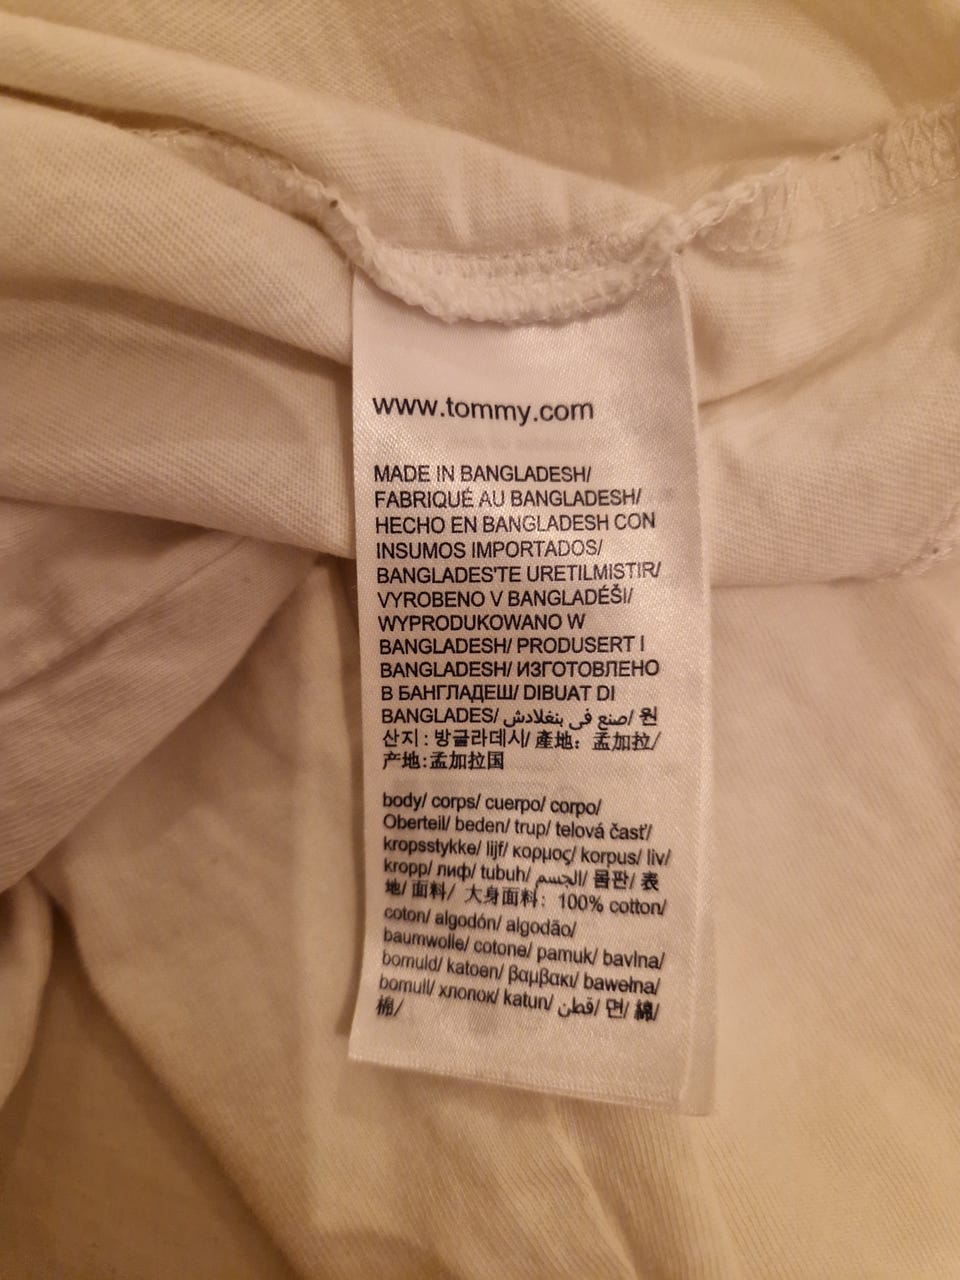 www.tommy.com
MADE IN BANGLADESH/
FABRIQUÉ AU BANGLADESH/
HECHO EN BANGLADESH CON
INSUMOS IMPORTADOS/
BANGLADES'TE URETILMISTIR/
VYROBENO V BANGLADÉŠI/
WYPRODUKOWANO W
BANGLADESH/ PRODUSERT I
BANGLADESH/ ИЗГОТОВЛЕНО
В БАНГЛАДЕШ/ DIBUAT DI
BANGLADES/ صنع في بنغلادش/ 원
산지 : 방글라데시/ 產地：孟加拉/
产地:孟加拉国
body/ corps/ cuerpo/ corpo/
Oberteil/ beden/ trup/ telová časť/
kropsstykke/ lijf/ κορμος/ korpus/ liv/
kropp/ лиф/ tubuh/ الجسم/ 몸판/ 表
地/ 面料/ 大身面料：100% cotton/
coton/ algodón/ algodão/
baumwolle/ cotone/ pamuk/ bavlna/
bomuld/ katoen/ βαμβακι/ bawełna/
bomull/ хлопок/ katun/ قطن/ 면/ 綿/
棉/